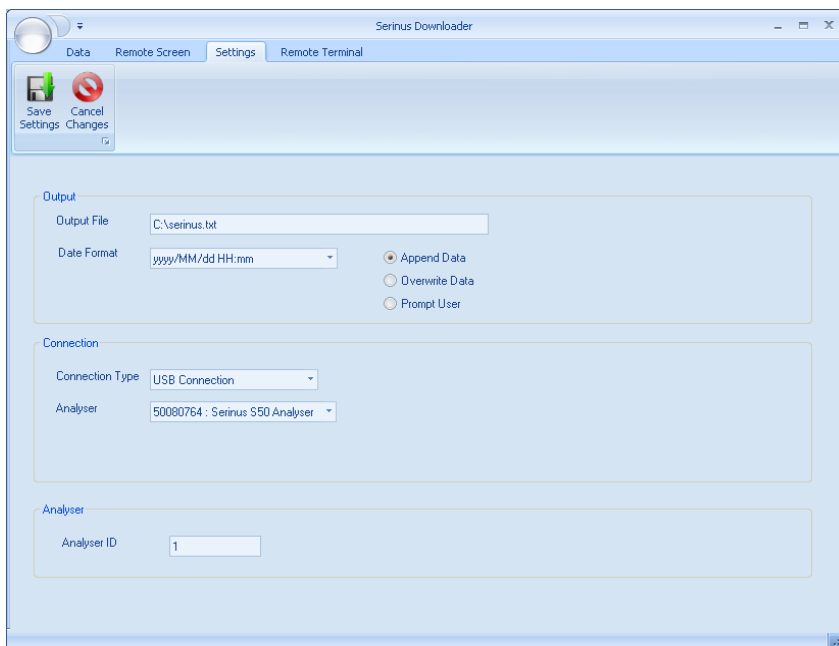 Serinus Downloader
Data Remote Screen Settings Remote Terminal
Save Settings
Cancel Changes
Output
Output File C:\serinus.txt
Date Format yyyy/MM/dd HH:mm
Append Data
Overwrite Data
Prompt User
Connection
Connection Type USB Connection
Analyser 50080764 : Serinus S50 Analyser
Analyser
Analyser ID 1